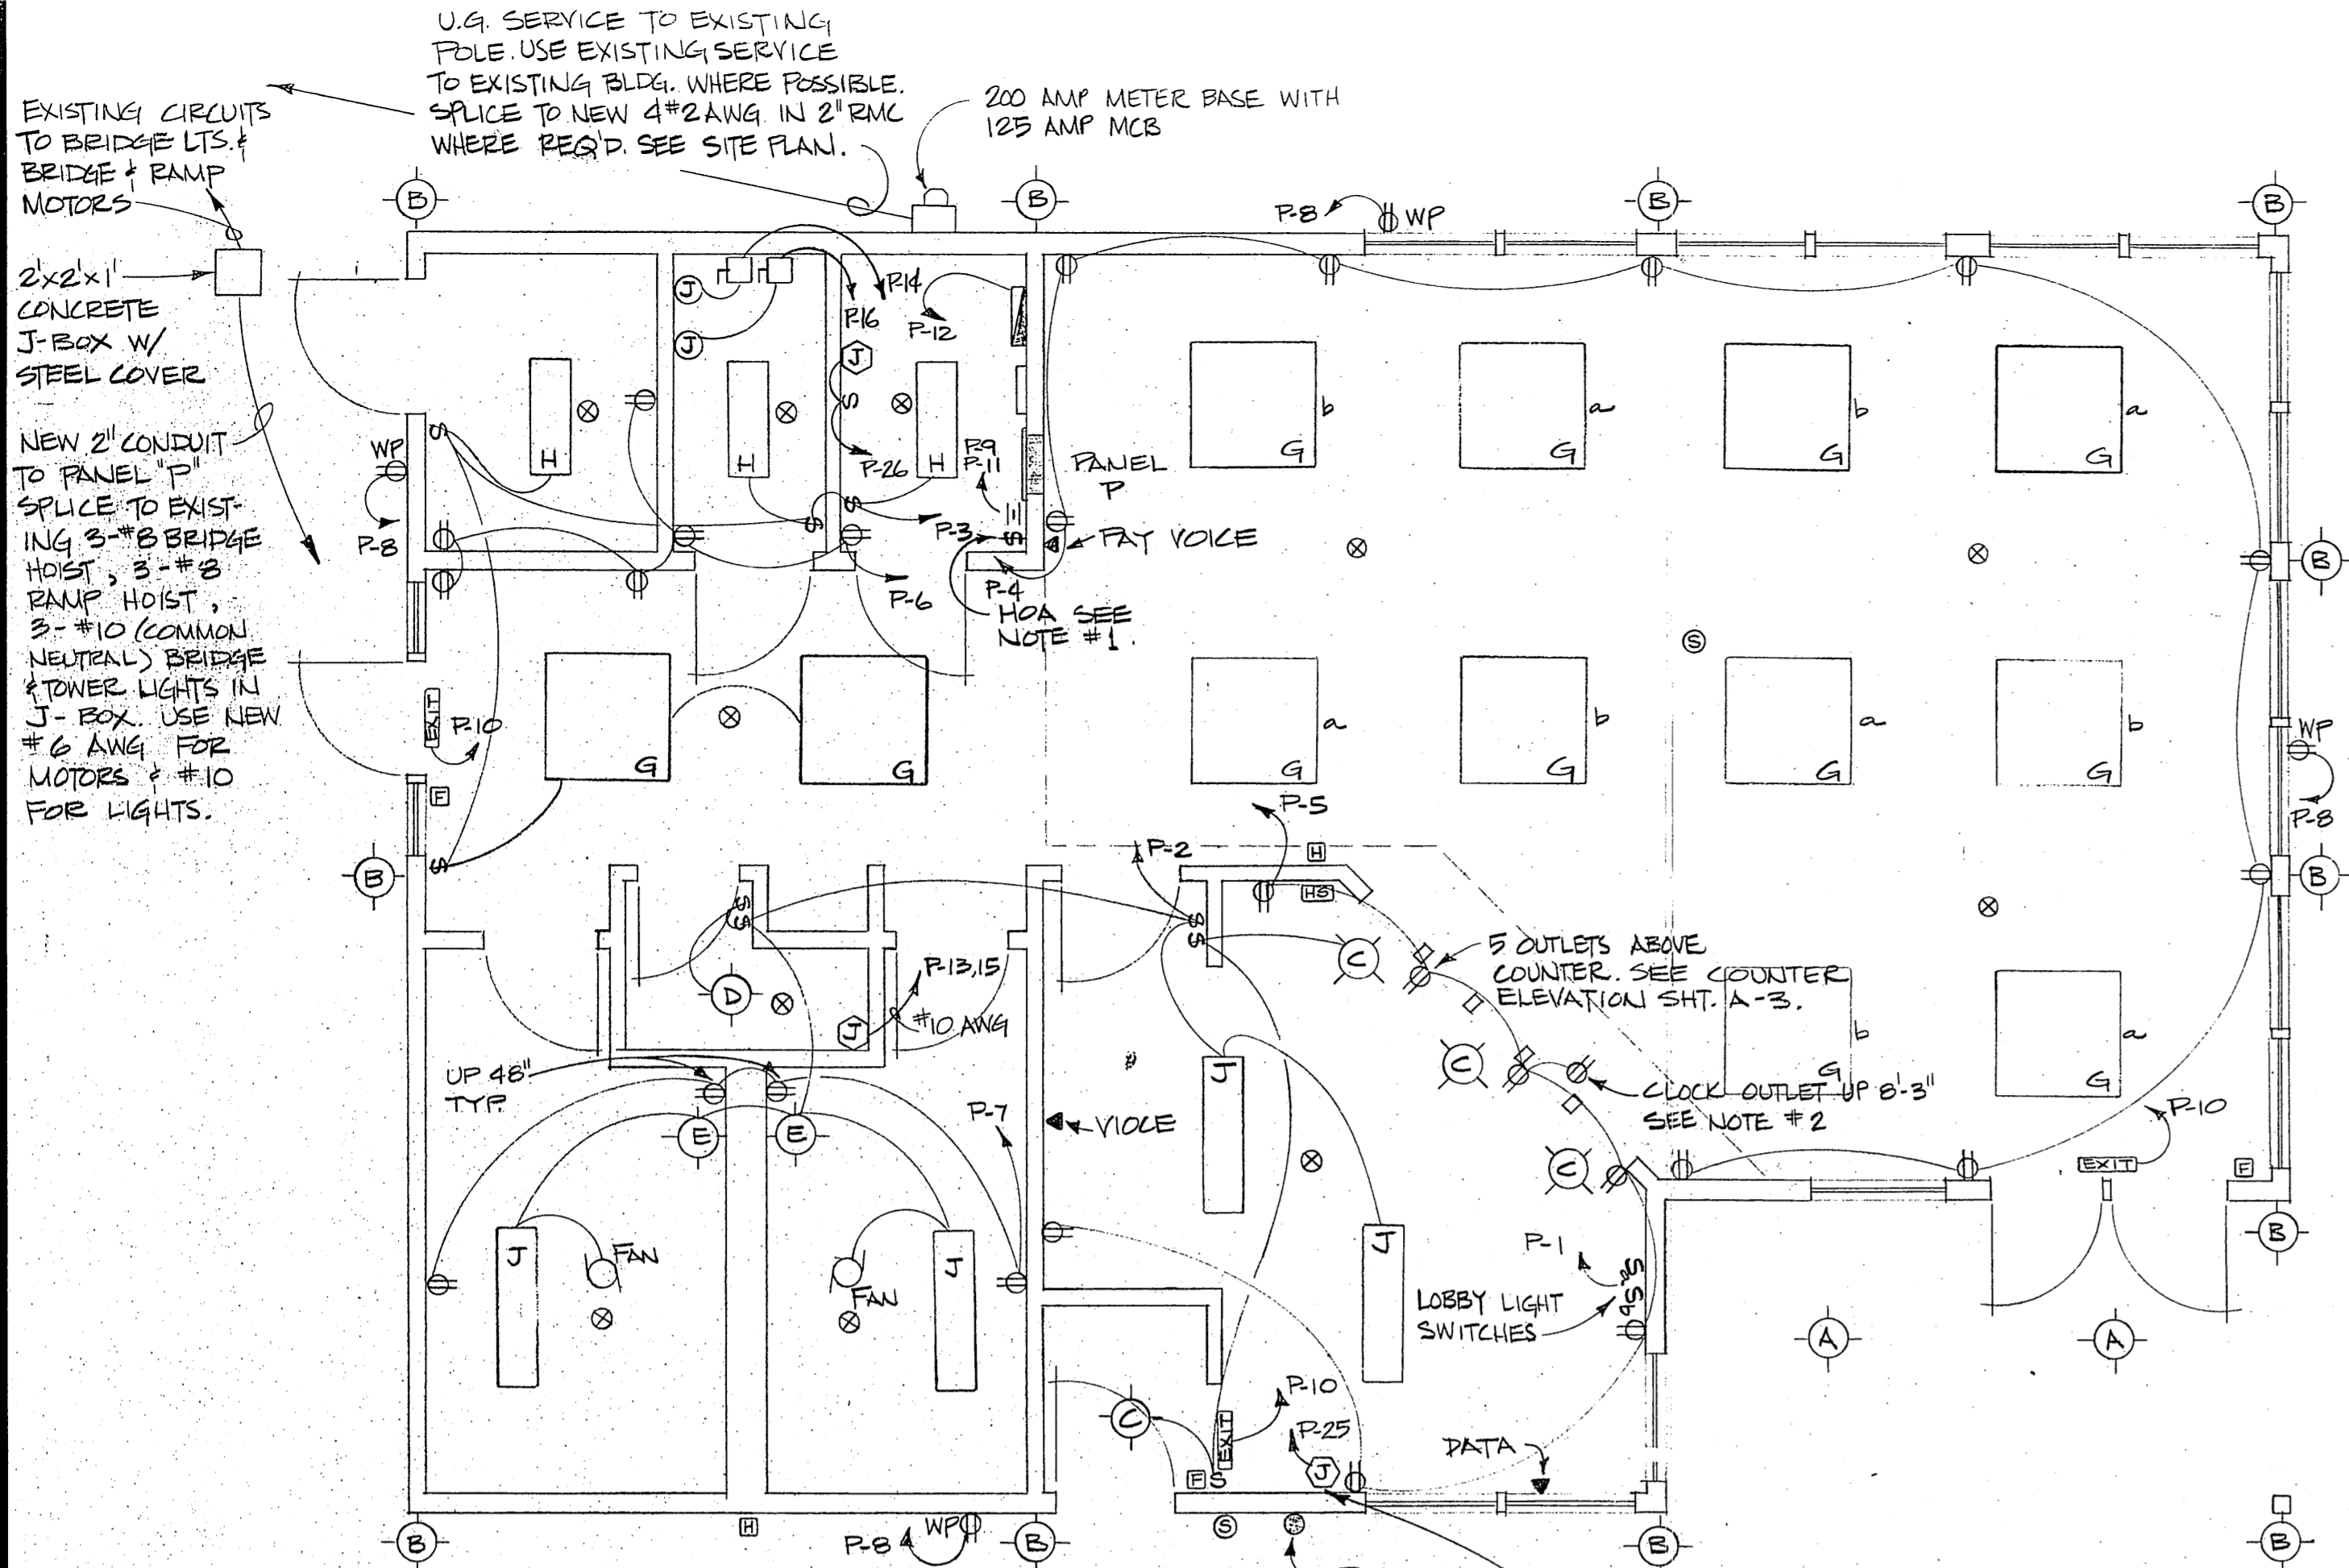 U.G. SERVICE TO EXISTING
POLE. USE EXISTING SERVICE
TO EXISTING BLDG. WHERE POSSIBLE.
SPLICE TO NEW 4#2 AWG. IN 2" RMC
WHERE REQ'D. SEE SITE PLAN.
200 AMP METER BASE WITH
125 AMP MCB
EXISTING CIRCUITS
TO BRIDGE LTS. &
BRIDGE & RAMP
MOTORS
2'x2'x1'
CONCRETE
J-BOX W/
STEEL COVER
NEW 2" CONDUIT
TO PANEL "P"
SPLICE TO EXIST-
ING 3-#8 BRIDGE
HOIST, 3-#8
RAMP HOIST,
3-#10 (COMMON
NEUTRAL) BRIDGE
& TOWER LIGHTS IN
J-BOX. USE NEW
#6 AWG FOR
MOTORS & #10
FOR LIGHTS.
B
B
P-8
WP
B
B
J
J
P-14
P-16
P-12
J
S
P-26
H
H
H
P-9
P-11
PANEL
P
b
G
a
G
b
G
a
G
WP
P-8
S
S
S
P-3
S
PAY VOICE
P-4
P-6
HOA SEE
NOTE #1.
B
S
EXIT
P-10
G
G
a
G
b
G
a
G
b
G
WP
P-8
F
S
B
P-5
P-2
H
HS
B
S S
S S
C
5 OUTLETS ABOVE
COUNTER. SEE COUNTER
ELEVATION SHT. A-3.
D
P-13,15
J
#10 AWG
b
G
a
G
UP 48"
TYP.
C
CLOCK OUTLET UP 8'-3"
SEE NOTE #2
E
E
P-7
VIOCE
J
C
P-10
EXIT
F
B
J
FAN
FAN
J
J
P-1
S
Sa
Sb
LOBBY LIGHT
SWITCHES
A
A
C
EXIT
P-10
P-25
J
F
S
DATA
B
H
P-8
WP
B
S
B
B